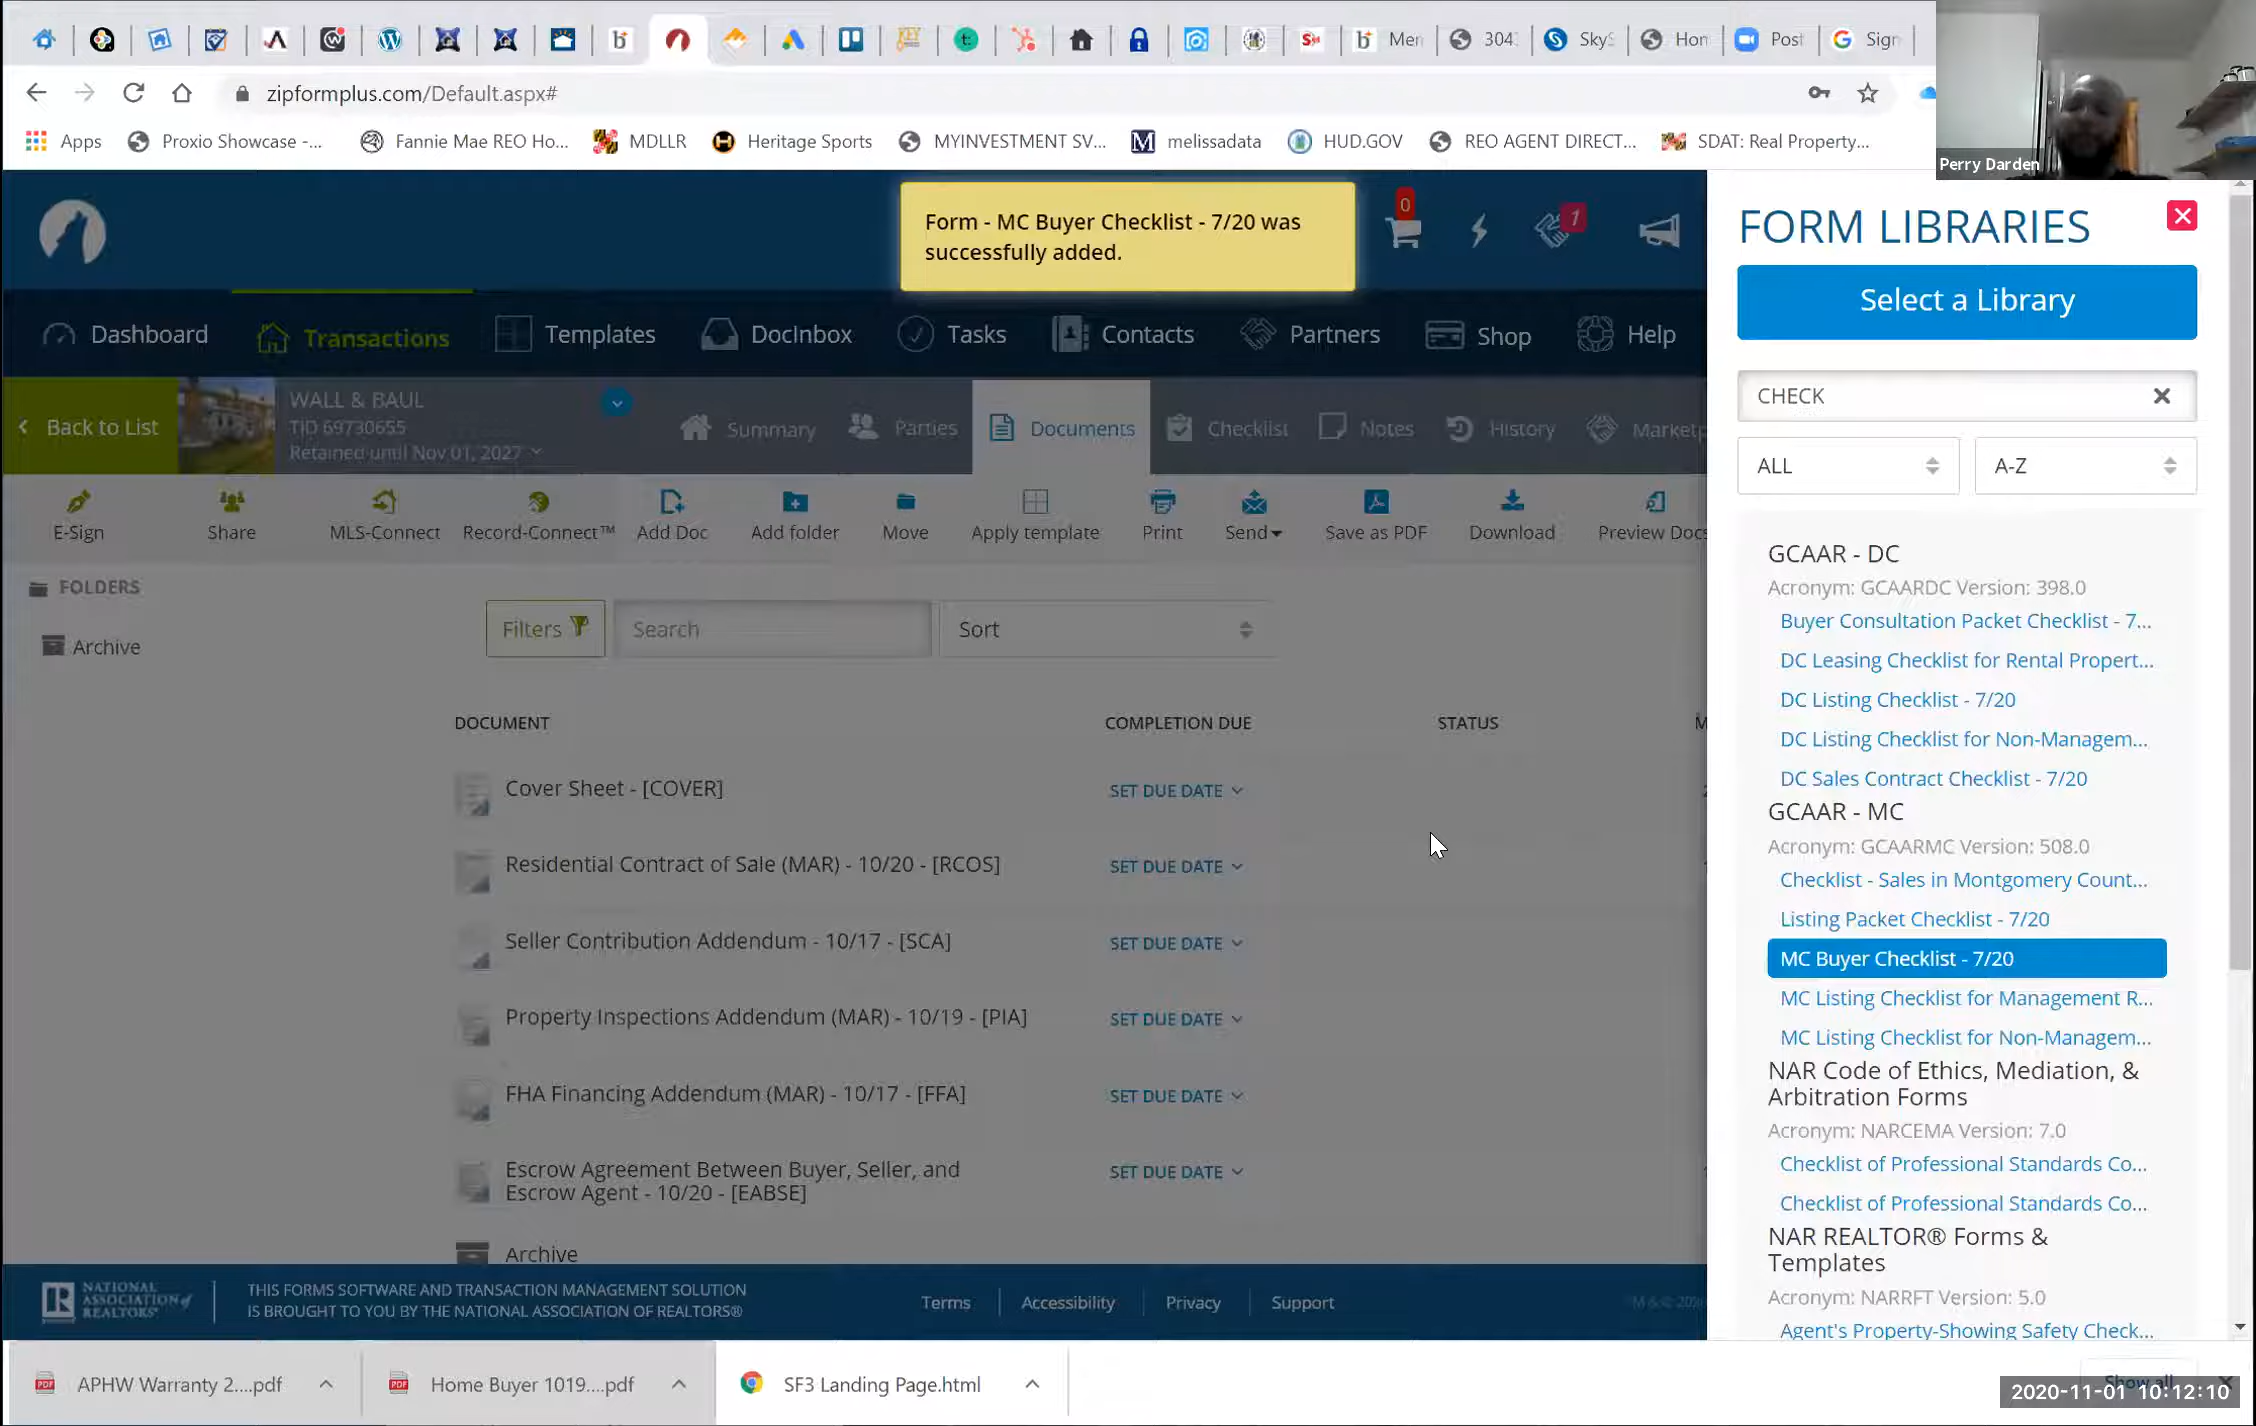 Men
304
SkyS
Hon
Post
Sign
zipformplus.com/Default.aspx#
Apps
Proxio Showcase -...
Fannie Mae REO Ho...
MDLLR
Heritage Sports
MYINVESTMENT SV...
melissadata
HUD.GOV
REO AGENT DIRECT...
SDAT: Real Property...
Perry Darden
Form - MC Buyer Checklist - 7/20 was
successfully added.
0
1
Dashboard
Transactions
Templates
DocInbox
Tasks
Contacts
Partners
Shop
Help
Back to List
WALL & BAUL
TID 69730655
Retained until Nov 01, 2027
Summary
Parties
Documents
Checklist
Notes
History
Marketp
E-Sign
Share
MLS-Connect
Record-Connect™
Add Doc
Add folder
Move
Apply template
Print
Send
Save as PDF
Download
Preview Docs
FOLDERS
Archive
Filters
Search
Sort
DOCUMENT
COMPLETION DUE
STATUS
M
Cover Sheet - [COVER]
SET DUE DATE
Residential Contract of Sale (MAR) - 10/20 - [RCOS]
SET DUE DATE
Seller Contribution Addendum - 10/17 - [SCA]
SET DUE DATE
Property Inspections Addendum (MAR) - 10/19 - [PIA]
SET DUE DATE
FHA Financing Addendum (MAR) - 10/17 - [FFA]
SET DUE DATE
Escrow Agreement Between Buyer, Seller, and
Escrow Agent - 10/20 - [EABSE]
SET DUE DATE
Archive
FORM LIBRARIES
Select a Library
CHECK
ALL
A-Z
GCAAR - DC
Acronym: GCAARDC Version: 398.0
Buyer Consultation Packet Checklist - 7...
DC Leasing Checklist for Rental Propert...
DC Listing Checklist - 7/20
DC Listing Checklist for Non-Managem...
DC Sales Contract Checklist - 7/20
GCAAR - MC
Acronym: GCAARMC Version: 508.0
Checklist - Sales in Montgomery Count...
Listing Packet Checklist - 7/20
MC Buyer Checklist - 7/20
MC Listing Checklist for Management R...
MC Listing Checklist for Non-Managem...
NAR Code of Ethics, Mediation, &
Arbitration Forms
Acronym: NARCEMA Version: 7.0
Checklist of Professional Standards Co...
Checklist of Professional Standards Co...
NAR REALTOR® Forms &
Templates
Acronym: NARRFT Version: 5.0
Agent's Property-Showing Safety Check...
NATIONAL
ASSOCIATION of
REALTORS®
THIS FORMS SOFTWARE AND TRANSACTION MANAGEMENT SOLUTION
IS BROUGHT TO YOU BY THE NATIONAL ASSOCIATION OF REALTORS®
Terms
Accessibility
Privacy
Support
APHW Warranty 2....pdf
Home Buyer 1019....pdf
SF3 Landing Page.html
Show all
2020-11-01 10:12:10